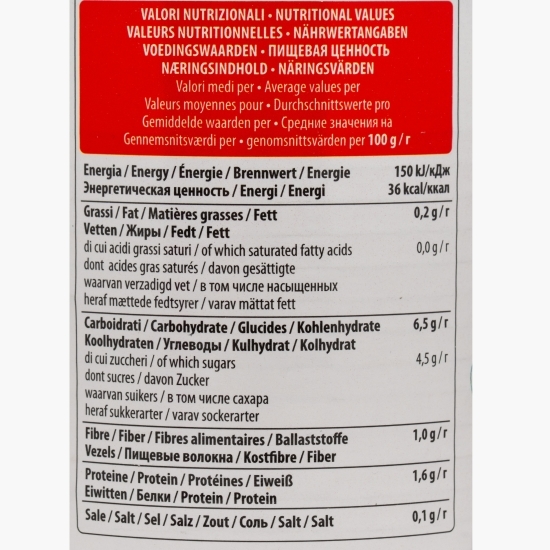 VALORI NUTRIZIONALI • NUTRITIONAL VALUES
VALEURS NUTRITIONNELLES • NÄHRWERTANGABEN
VOEDINGSWAARDEN • ПИЩЕВАЯ ЦЕННОСТЬ
NÆRINGSINDHOLD • NÄRINGSVÄRDEN
Valori medi per • Average values per
Valeurs moyennes pour • Durchschnittswerte pro
Gemiddelde waarden per • Средние значения на
Gennemsnitsværdi per • genomsnittsvärden per 100 g / г
Energia / Energy / Énergie / Brennwert / Energie 150 kJ/кДж
Энергетическая ценность / Energi / Energi 36 kcal/ккал
Grassi / Fat / Matières grasses / Fett 0,2 g / г
Vetten / Жиры / Fedt / Fett
di cui acidi grassi saturi / of which saturated fatty acids 0,0 g / г
dont acides gras saturés / davon gesättigte
waarvan verzadigd vet / в том числе насыщенных
heraf mættede fedtsyrer / varav mättat fett
Carboidrati / Carbohydrate / Glucides / Kohlenhydrate 6,5 g / г
Koolhydraten / Углеводы / Kulhydrat / Kolhydrat
di cui zuccheri / of which sugars 4,5 g / г
dont sucres / davon Zucker
waarvan suikers / в том числе сахара
heraf sukkerarter / varav sockerarter
Fibre / Fiber / Fibres alimentaires / Ballaststoffe 1,0 g / г
Vezels / Пищевые волокна / Kostfibre / Fiber
Proteine / Protein / Protéines / Eiweiß 1,6 g / г
Eiwitten / Белки / Protein / Protein
Sale / Salt / Sel / Salz / Zout / Соль / Salt / Salt 0,1 g / г